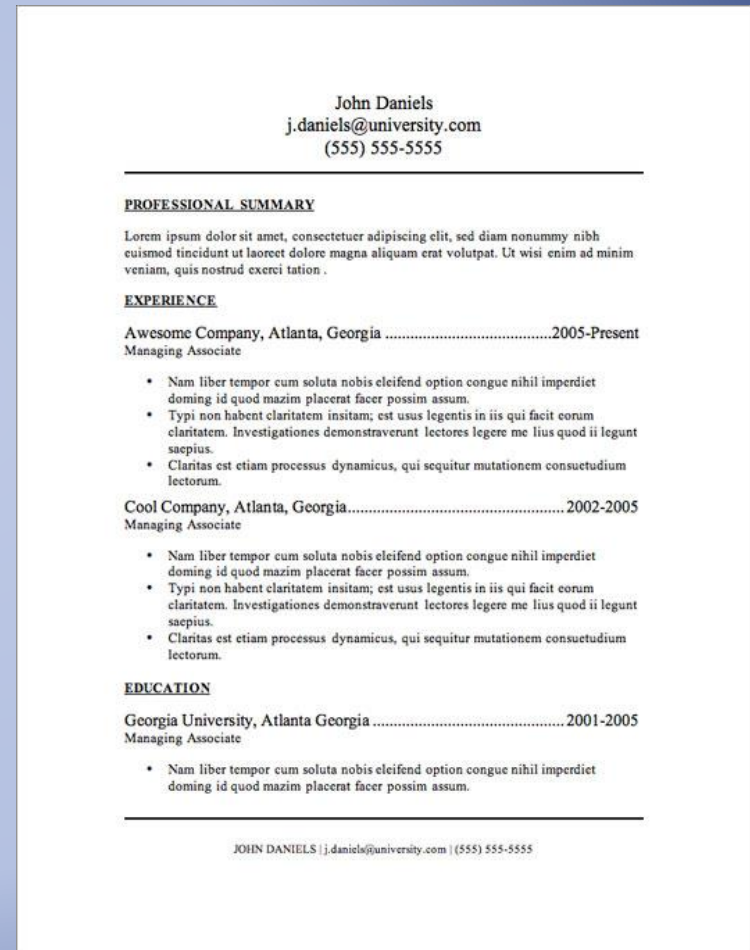 John Daniels
j.daniels@university.com
(555) 555-5555
PROFESSIONAL SUMMARY
Lorem ipsum dolor sit amet, consectetuer adipiscing elit, sed diam nonummy nibh
euismod tincidunt ut laoreet dolore magna aliquam erat volutpat. Ut wisi enim ad minim
veniam, quis nostrud exerci tation .
EXPERIENCE
Awesome Company, Atlanta, Georgia ........................................2005-Present
Managing Associate
• Nam liber tempor cum soluta nobis eleifend option congue nihil imperdiet
doming id quod mazim placerat facer possim assum.
• Typi non habent claritatem insitam; est usus legentis in iis qui facit eorum
claritatem. Investigationes demonstraverunt lectores legere me lius quod ii legunt
saepius.
• Claritas est etiam processus dynamicus, qui sequitur mutationem consuetudium
lectorum.
Cool Company, Atlanta, Georgia.....................................................2002-2005
Managing Associate
• Nam liber tempor cum soluta nobis eleifend option congue nihil imperdiet
doming id quod mazim placerat facer possim assum.
• Typi non habent claritatem insitam; est usus legentis in iis qui facit eorum
claritatem. Investigationes demonstraverunt lectores legere me lius quod ii legunt
saepius.
• Claritas est etiam processus dynamicus, qui sequitur mutationem consuetudium
lectorum.
EDUCATION
Georgia University, Atlanta Georgia ...............................................2001-2005
Managing Associate
• Nam liber tempor cum soluta nobis eleifend option congue nihil imperdiet
doming id quod mazim placerat facer possim assum.
JOHN DANIELS | j.daniels@university.com | (555) 555-5555